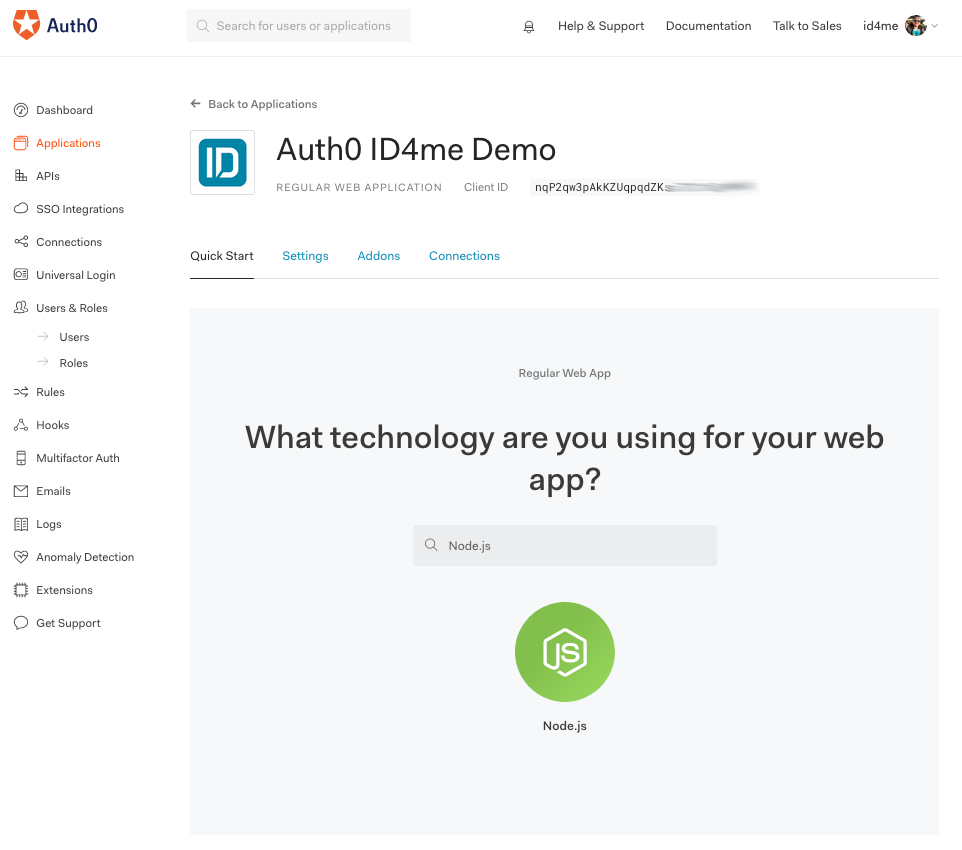 Auth0
Search for users or applications
Help & Support
Documentation
Talk to Sales
id4me
Dashboard
Applications
APIs
SSO Integrations
Connections
Universal Login
Users & Roles
Users
Roles
Rules
Hooks
Multifactor Auth
Emails
Logs
Anomaly Detection
Extensions
Get Support
Back to Applications
ID
Auth0 ID4me Demo
REGULAR WEB APPLICATION
Client ID
nqP2qw3pAkKZUqpqdZK
Quick Start
Settings
Addons
Connections
Regular Web App
What technology are you using for your web
app?
Node.js
JS
Node.js